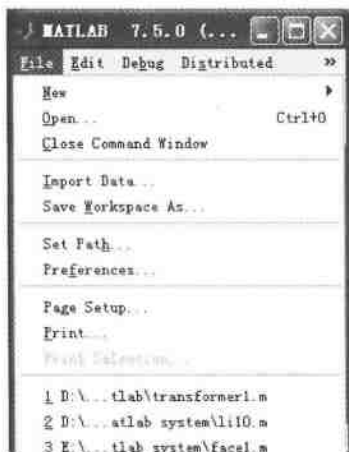 MATLAB 7.5.0 (...
File Edit Debug Distributed »
New
Open... Ctrl+O
Close Command Window
Import Data...
Save Workspace As...
Set Path...
Preferences...
Page Setup...
Print...
Print Selection...
1 D:\...tlab\transformer1.m
2 D:\...atlab system\li10.m
3 E:\...tlab system\face1.m